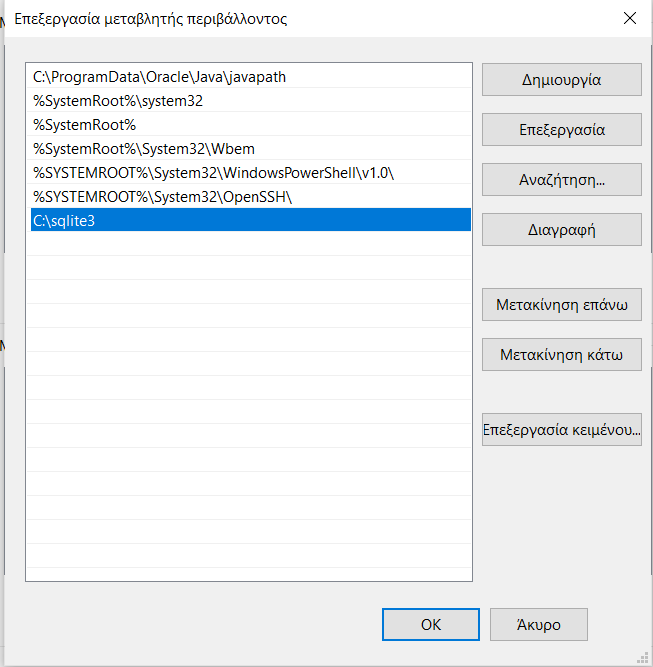 Επεξεργασία μεταβλητής περιβάλλοντος
C:\ProgramData\Oracle\Java\javapath
%SystemRoot%\system32
%SystemRoot%
%SystemRoot%\System32\Wbem
%SYSTEMROOT%\System32\WindowsPowerShell\v1.0\
%SYSTEMROOT%\System32\OpenSSH\
C:\sqlite3
Δημιουργία
Επεξεργασία
Αναζήτηση...
Διαγραφή
Μετακίνηση επάνω
Μετακίνηση κάτω
Επεξεργασία κειμένου...
OK
Άκυρο